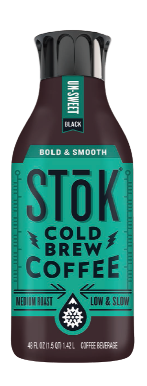 UN-SWEET
BLACK
BOLD & SMOOTH
STōK®
COLD
BREW
COFFEE
MEDIUM ROAST LOW & SLOW
48 FL OZ (1.5 QT) 1.42 L COFFEE BEVERAGE